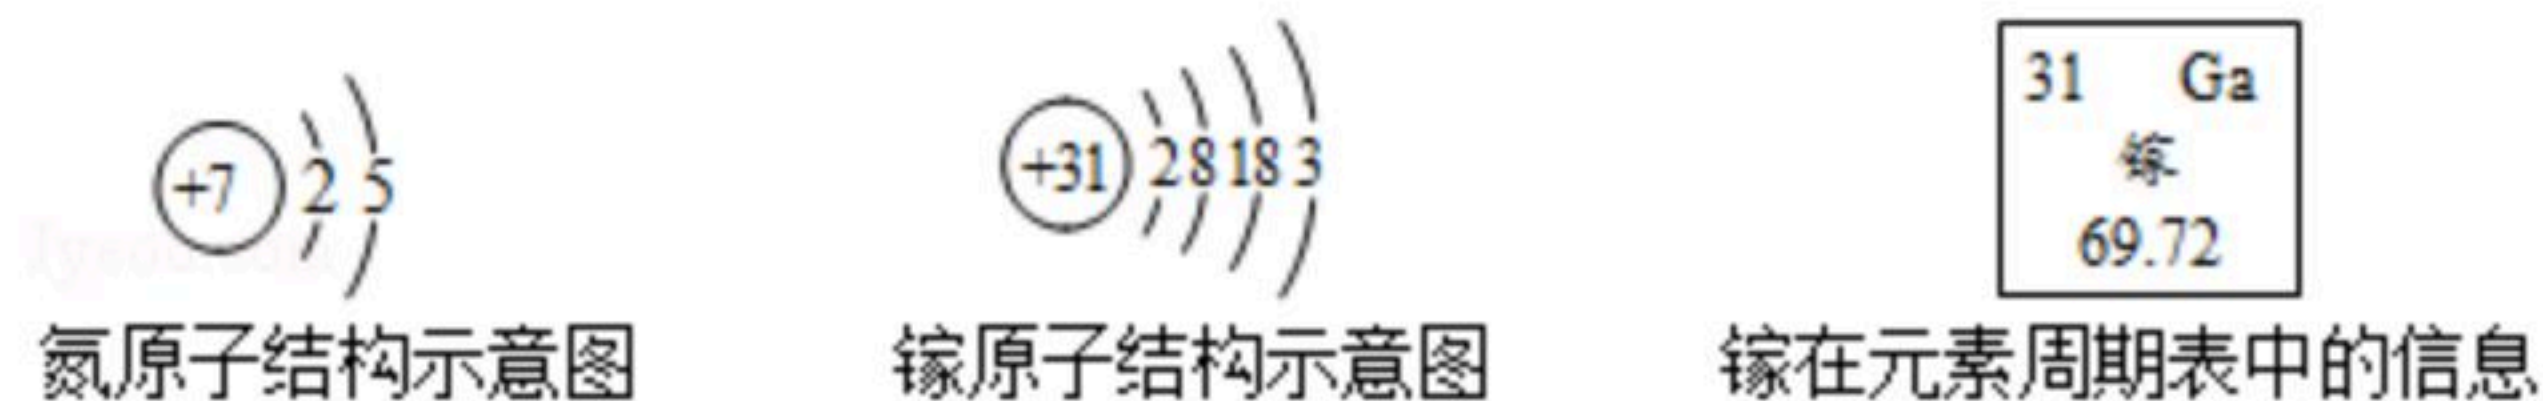 +7 2 5
氮原子结构示意图
+31 2 8 18 3
镓原子结构示意图
31 Ga
镓
69.72
镓在元素周期表中的信息